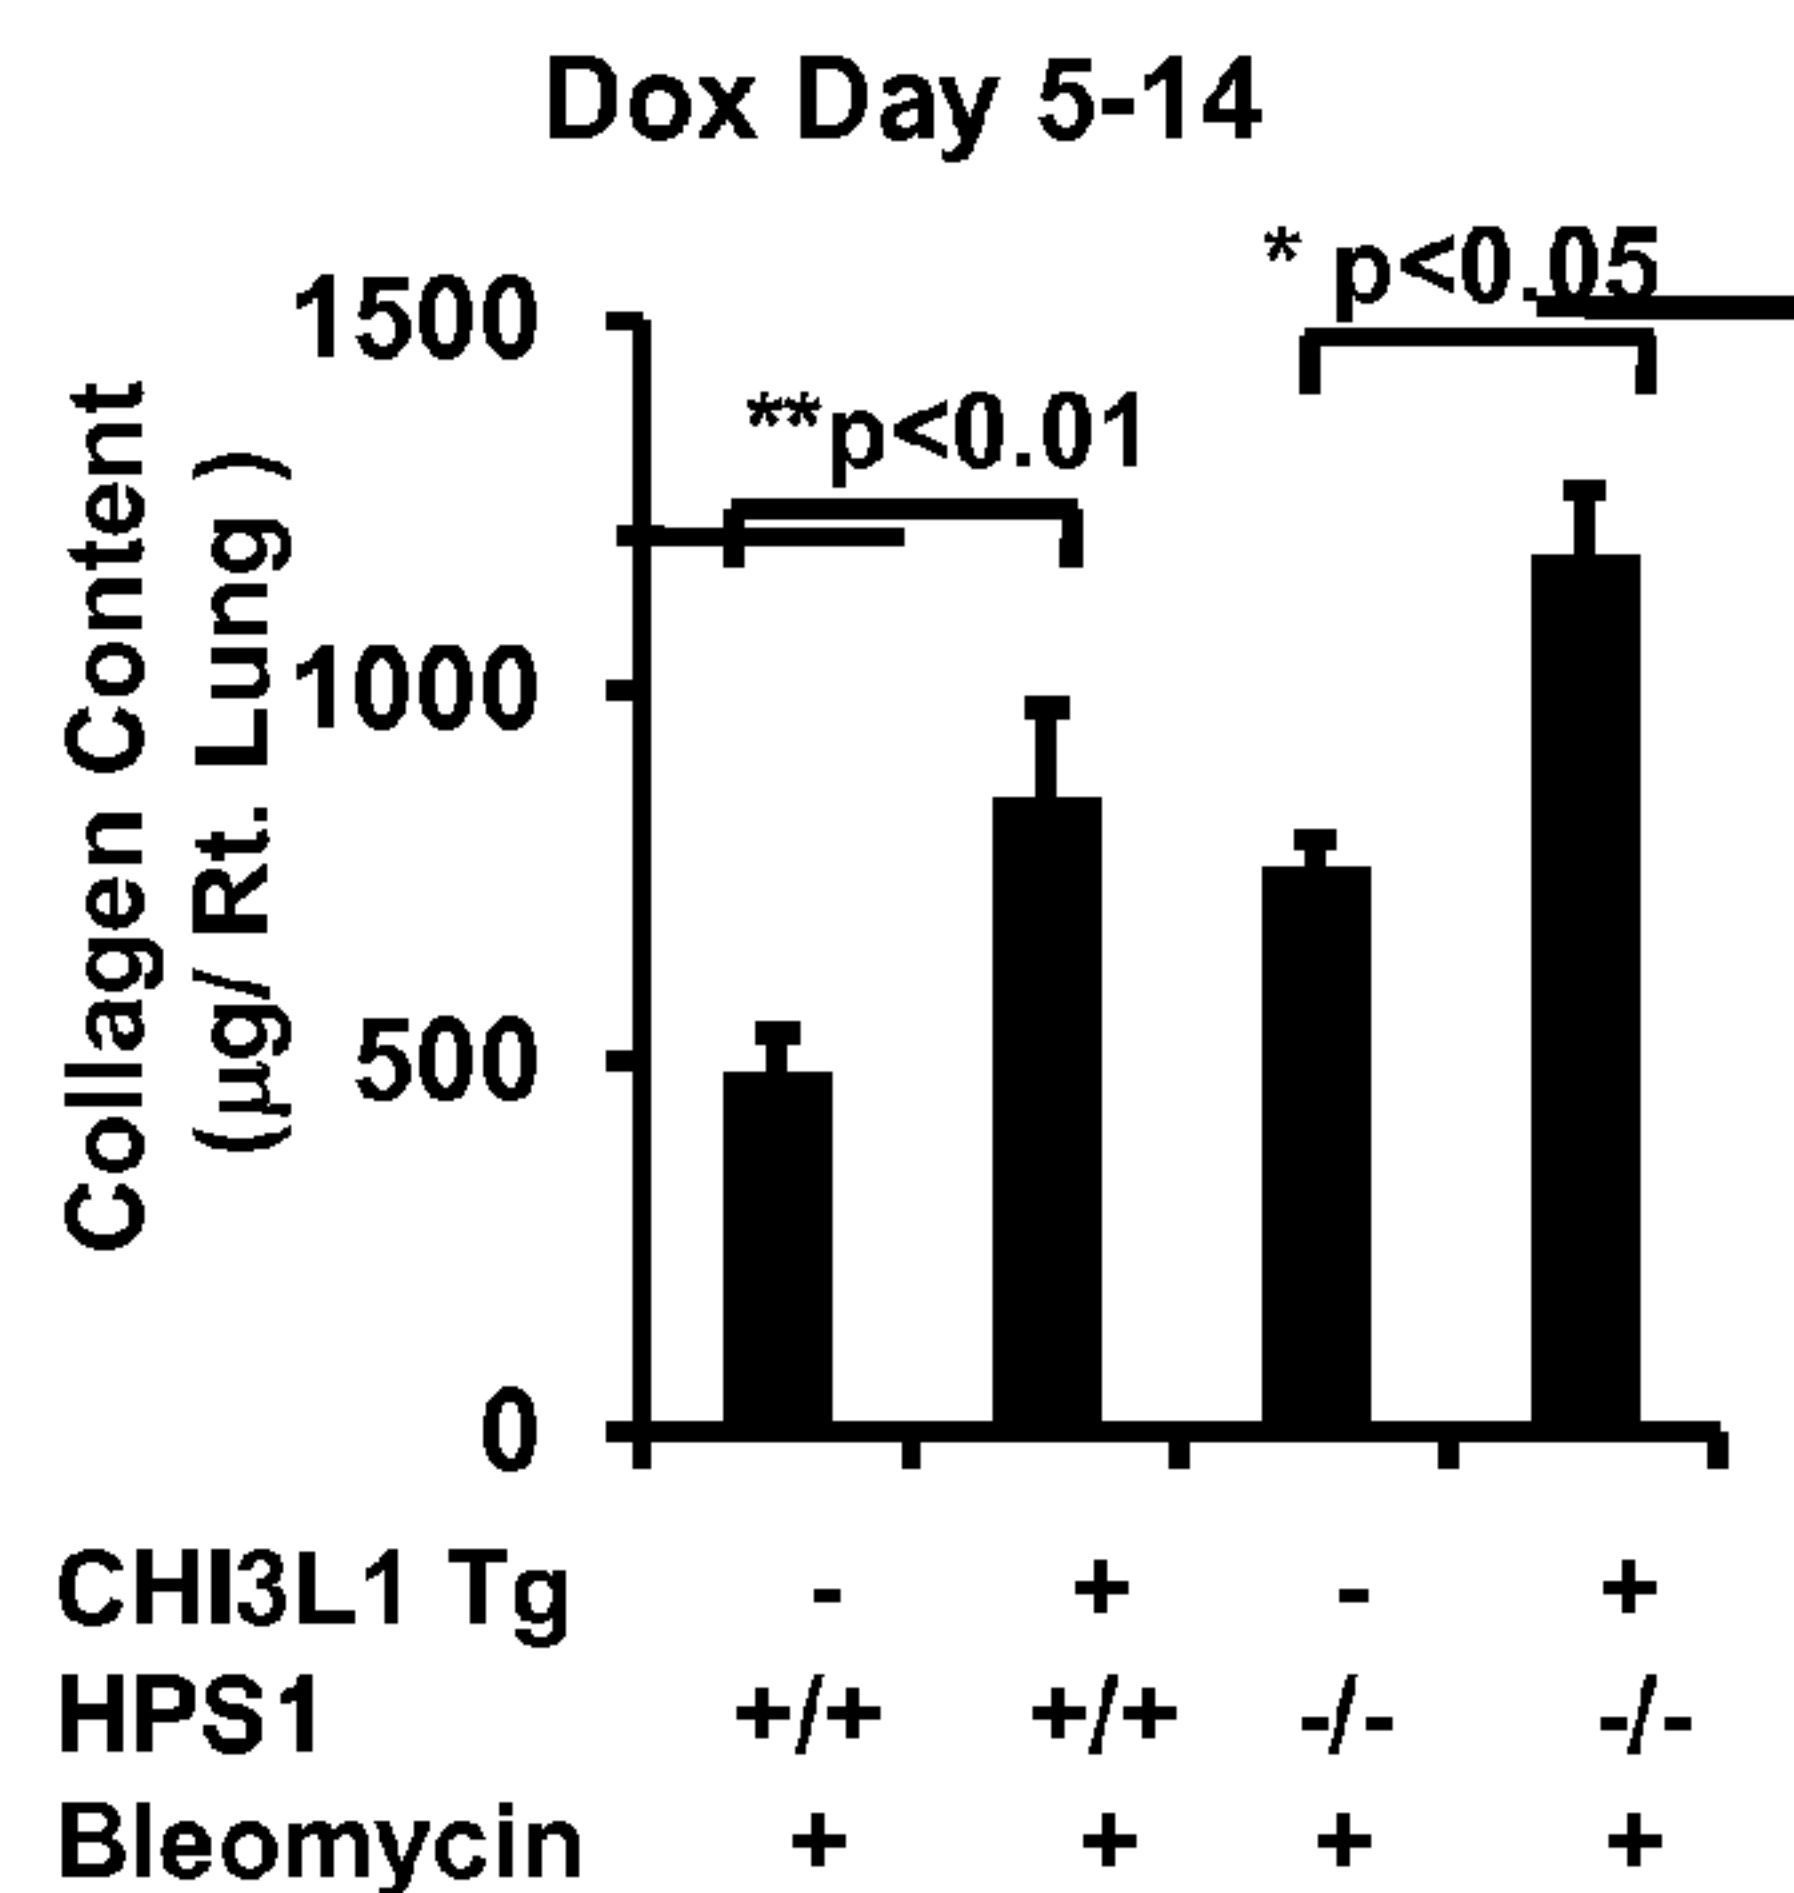 Dox Day 5-14
* p<0.05
1500
**p<0.01
1000
500
0
Collagen Content
(µg/ Rt. Lung )
CHI3L1 Tg - + - +
HPS1 +/+ +/+ -/- -/-
Bleomycin + + + +